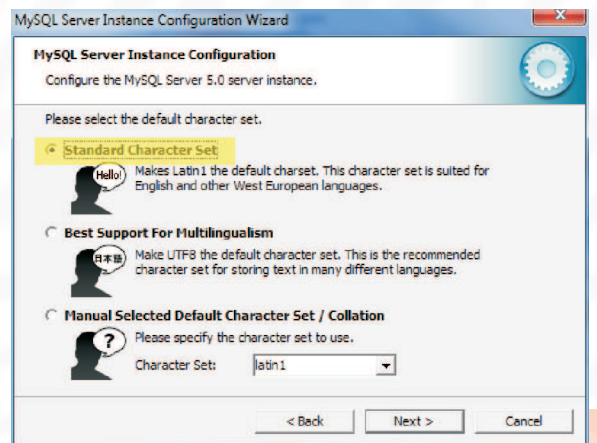 MySQL Server Instance Configuration Wizard
MySQL Server Instance Configuration
Configure the MySQL Server 5.0 server instance.
Please select the default character set.
Standard Character Set
Hello!
Makes Latin1 the default charset. This character set is suited for
English and other West European languages.
Best Support For Multilingualism
日本語
Make UTF8 the default character set. This is the recommended
character set for storing text in many different languages.
Manual Selected Default Character Set / Collation
?
Please specify the character set to use.
Character Set: latin1
< Back Next > Cancel